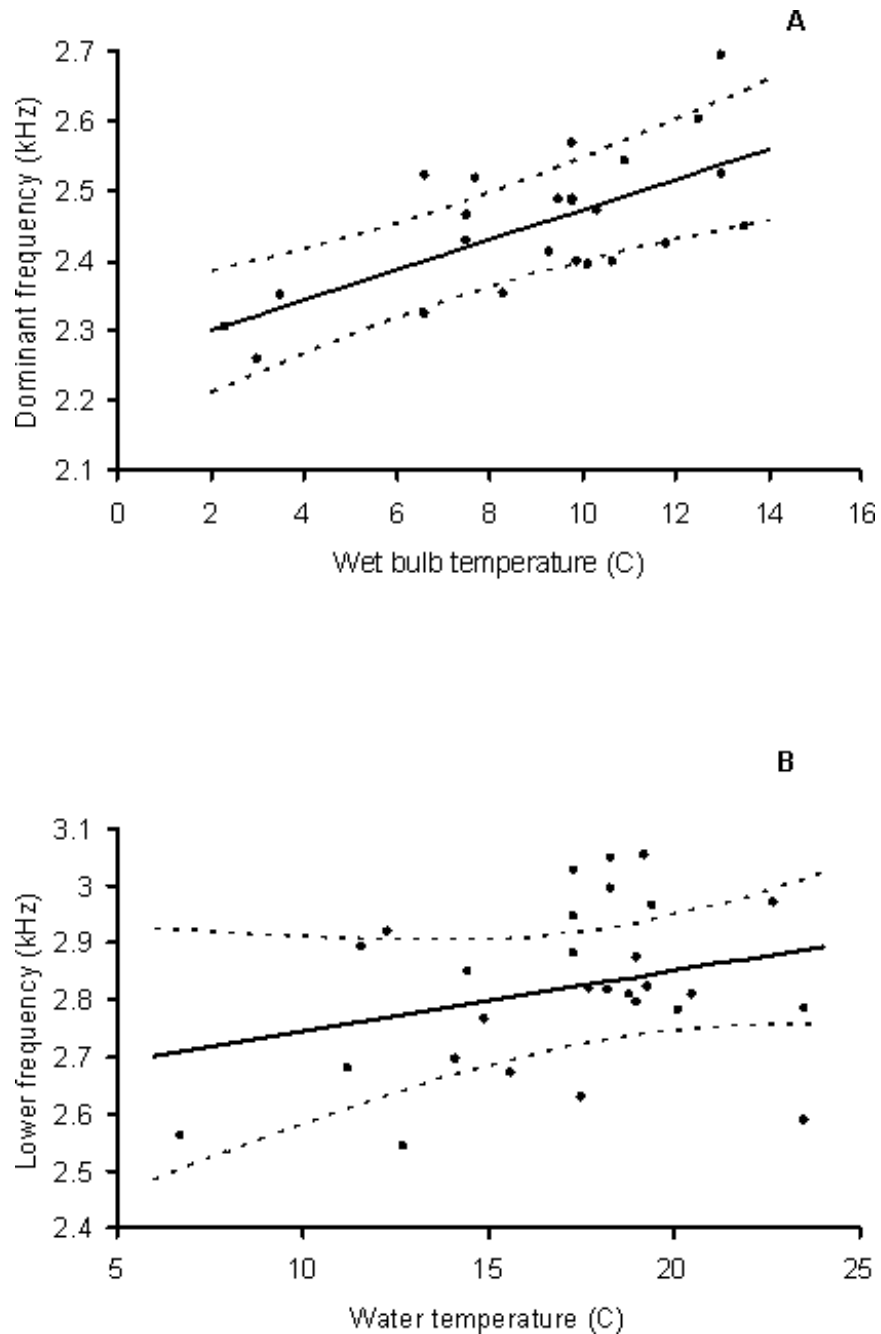 A
2.7
2.6
2.5
2.4
2.3
2.2
2.1
Dominant frequency (kHz)
0 2 4 6 8 10 12 14 16
Wet bulb temperature (C)
B
3.1
3
2.9
2.8
2.7
2.6
2.5
2.4
Lower frequency (kHz)
5 10 15 20 25
Water temperature (C)